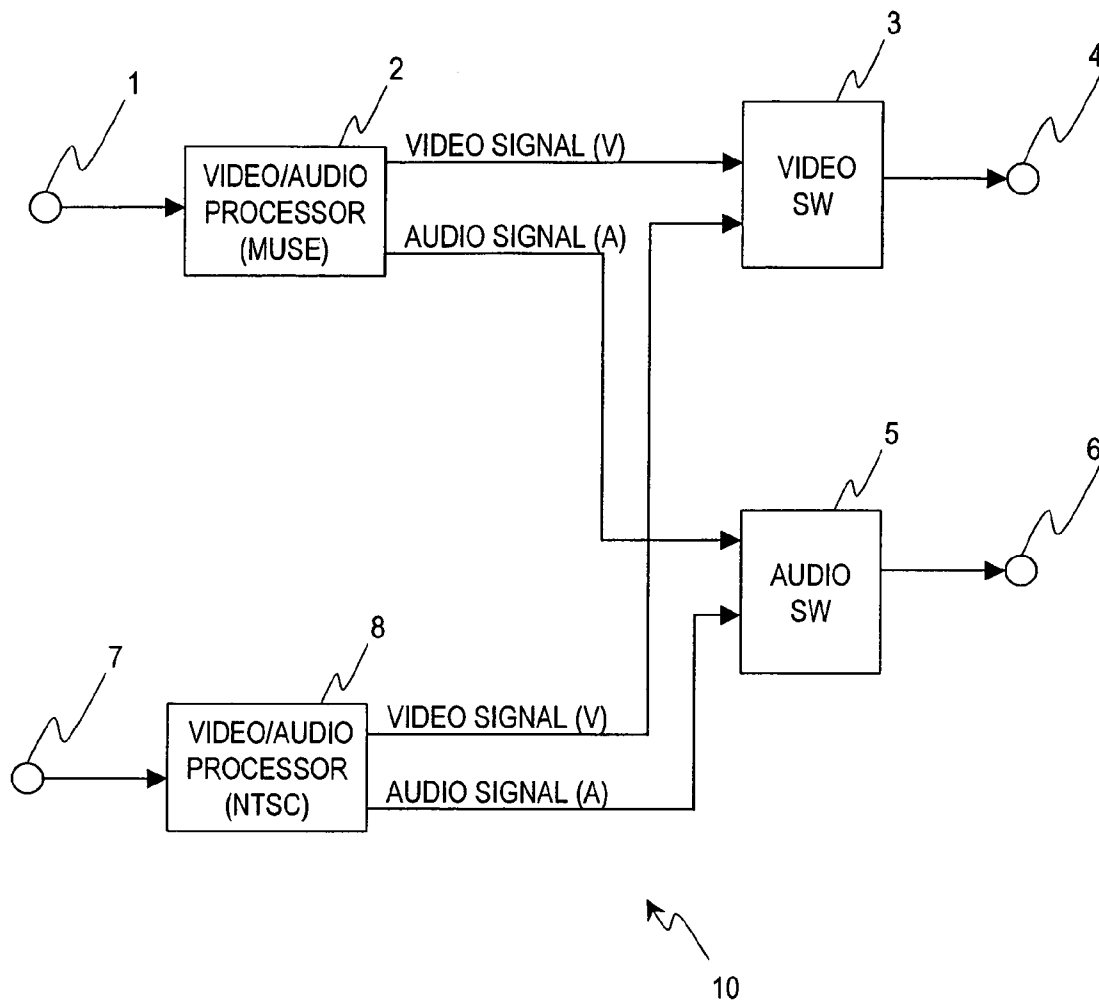 1
2
3
4
VIDEO SIGNAL (V)
VIDEO/AUDIO
PROCESSOR
(MUSE)
VIDEO
SW
AUDIO SIGNAL (A)
5
6
AUDIO
SW
7
8
VIDEO SIGNAL (V)
VIDEO/AUDIO
PROCESSOR
(NTSC)
AUDIO SIGNAL (A)
10